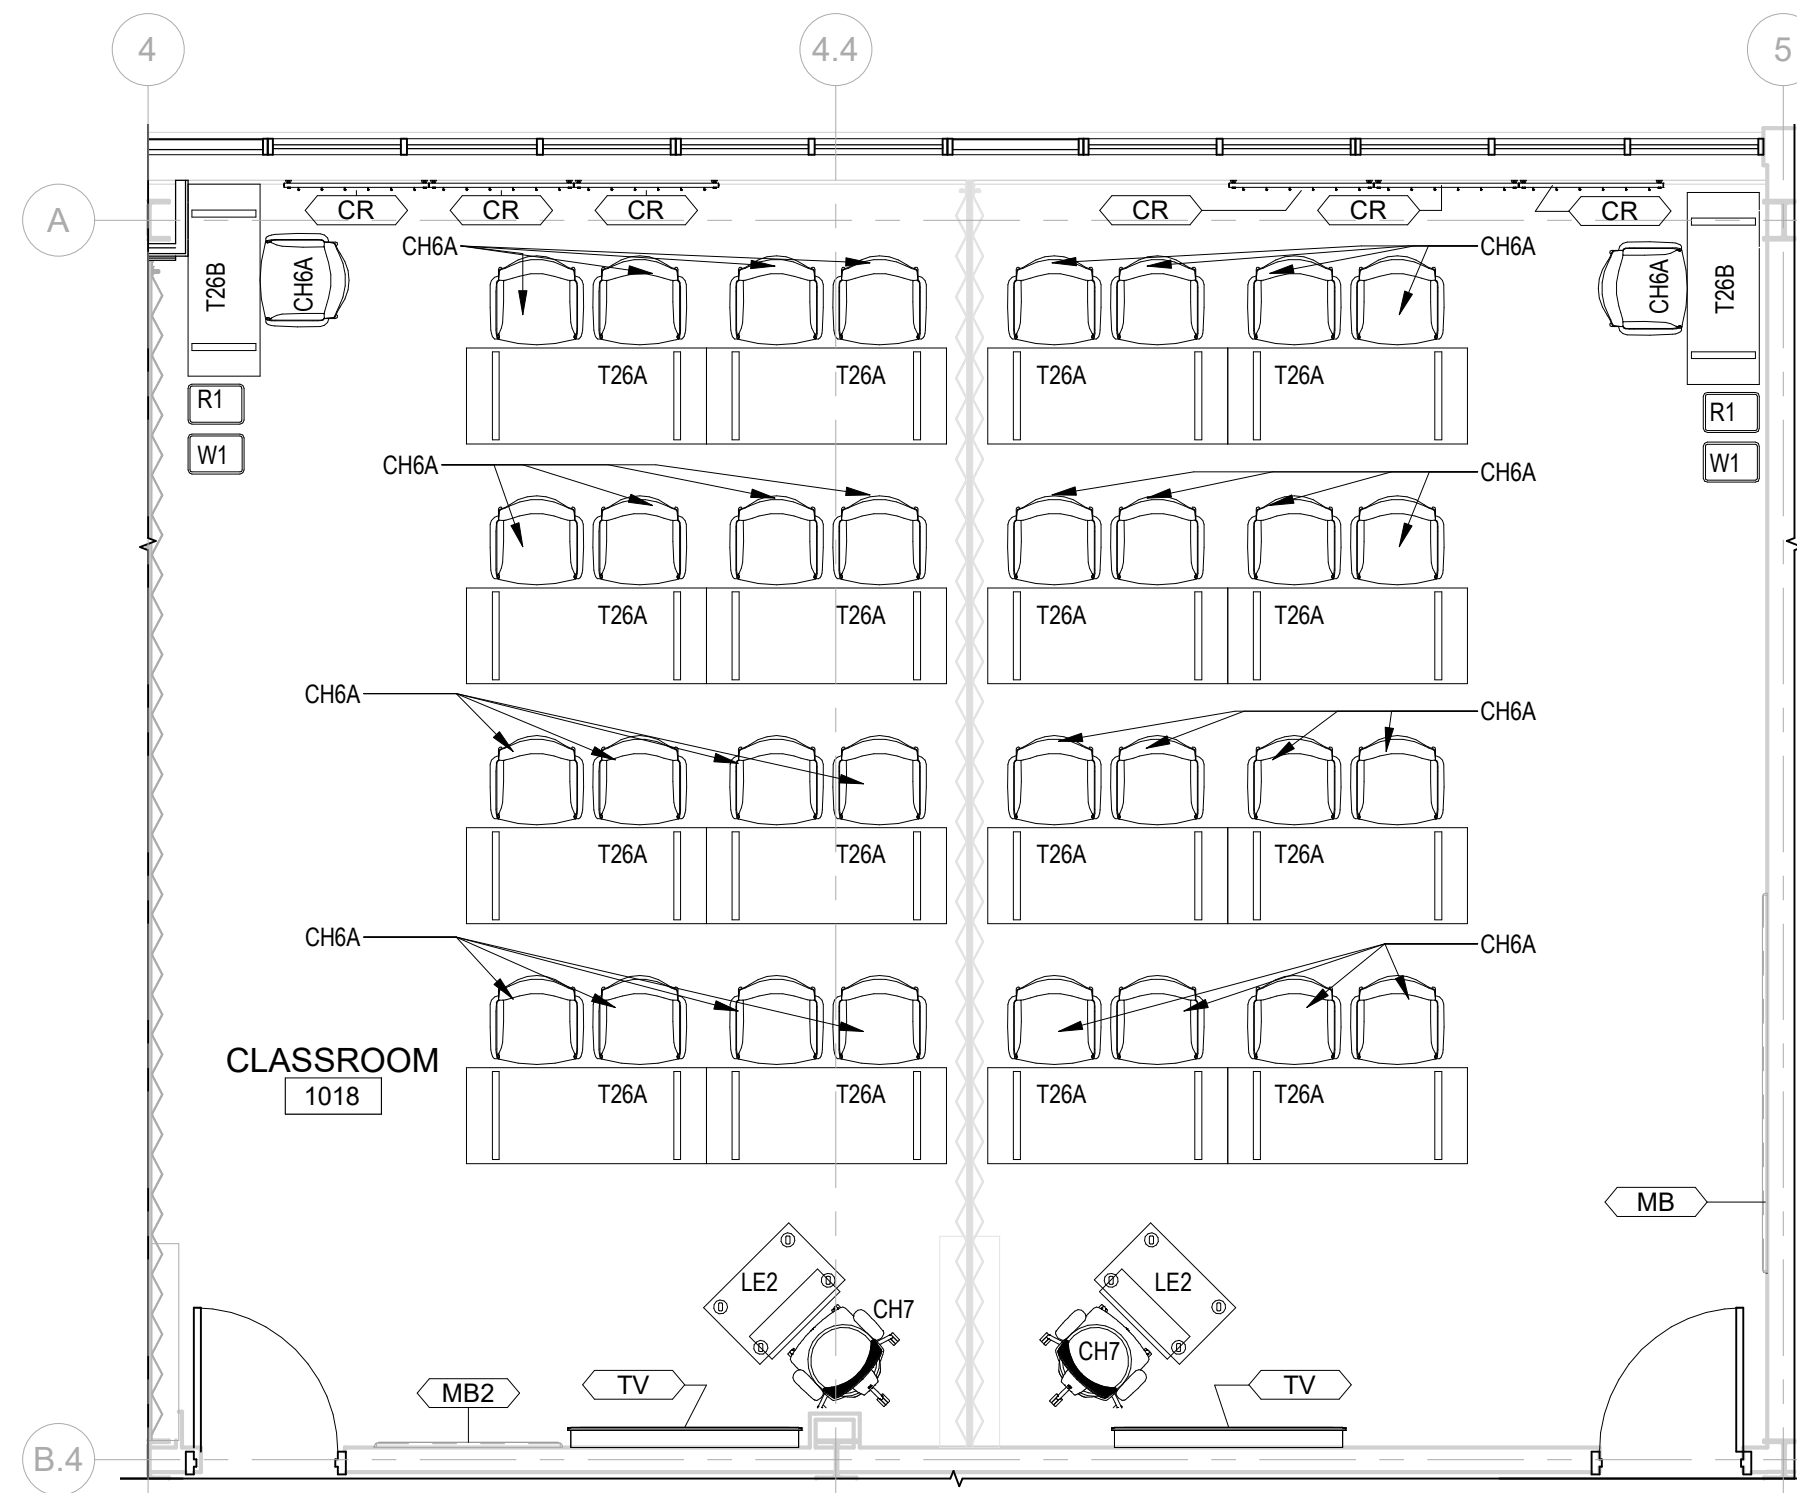 4 4.4 5
A
CR CR CR CR CR CR
CH6A CH6A
T26B CH6A CH6A T26B
T26A T26A T26A T26A
R1 R1
W1 W1
CH6A CH6A
T26A T26A T26A T26A
CH6A CH6A
T26A T26A T26A T26A
CH6A CH6A
CLASSROOM
1018
T26A T26A T26A T26A
MB
LE2 LE2
CH7
CH7
MB2 TV TV
B.4